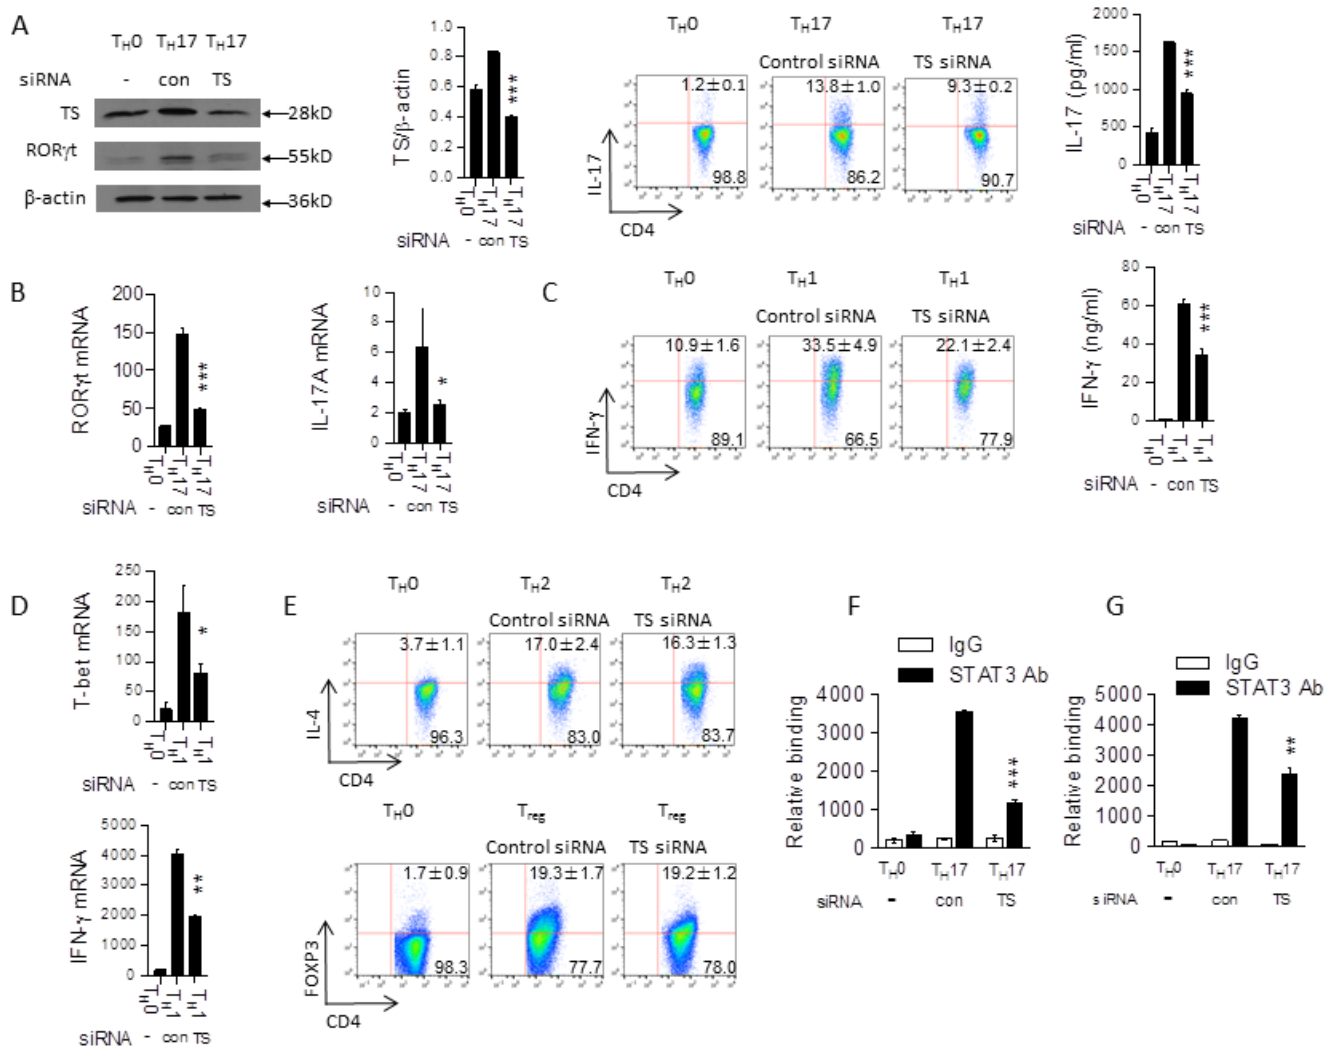 A
TH0 TH17 TH17
siRNA - con TS
TS 28kD
RORγt 55kD
β-actin 36kD
TS/β-actin
1.0
0.8
0.6
0.4
0.2
0.0
***
TH0 TH17 TH17
siRNA - con TS
TH0 TH17 TH17
Control siRNA TS siRNA
1.2±0.1 13.8±1.0 9.3±0.2
98.8 86.2 90.7
IL-17
CD4
IL-17 (pg/ml)
2000
1500
1000
500
0
***
TH0 TH17 TH17
siRNA - con TS
B
RORγt mRNA
200
150
100
50
0
***
TH0 TH17 TH17
siRNA - con TS
IL-17A mRNA
10
8
6
4
2
0
*
TH0 TH17 TH17
siRNA - con TS
C
TH0 TH1 TH1
Control siRNA TS siRNA
10.9±1.6 33.5±4.9 22.1±2.4
89.1 66.5 77.9
IFN-γ
CD4
IFN-γ (ng/ml)
80
60
40
20
0
***
TH0 TH1 TH1
siRNA - con TS
D
T-bet mRNA
250
200
150
100
50
0
*
TH0 TH1 TH1
siRNA - con TS
IFN-γ mRNA
5000
4000
3000
2000
1000
0
**
TH0 TH1 TH1
siRNA - con TS
E
TH0 TH2 TH2
Control siRNA TS siRNA
3.7±1.1 17.0±2.4 16.3±1.3
96.3 83.0 83.7
IL-4
CD4
TH0 Treg Treg
Control siRNA TS siRNA
1.7±0.9 19.3±1.7 19.2±1.2
98.3 77.7 78.0
FOXP3
CD4
F
IgG
STAT3 Ab
Relative binding
4000
3000
2000
1000
0
***
TH0 TH17 TH17
siRNA - con TS
G
IgG
STAT3 Ab
Relative binding
5000
4000
3000
2000
1000
0
**
TH0 TH17 TH17
siRNA - con TS